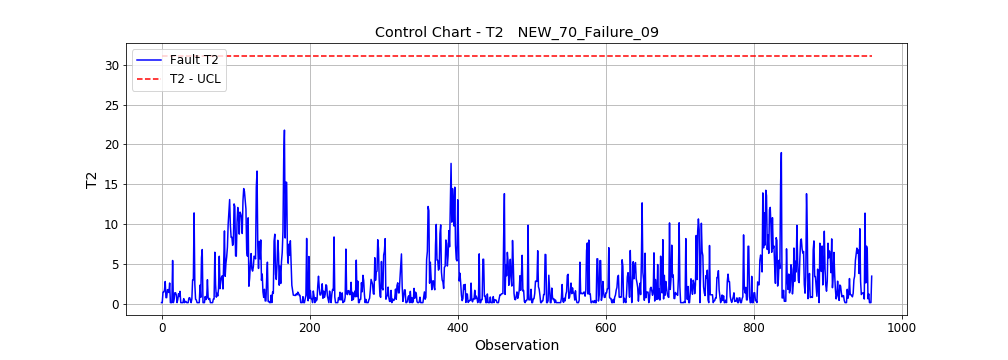 Control Chart - T2   NEW_70_Failure_09
Fault T2
T2 - UCL
T2
30
25
20
15
10
5
0
0 200 400 600 800 1000
Observation